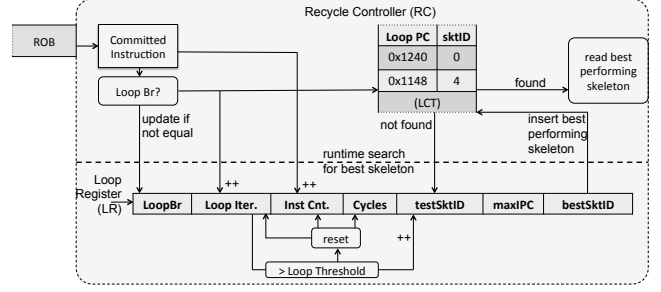 Recycle Controller (RC)
ROB
Committed
Instruction
Loop Br?
Loop PC sktID
0x1240 0
0x1148 4
(LCT)
found
read best
performing
skeleton
update if
not equal
not found
insert best
performing
skeleton
runtime search
for best skeleton
Loop
Register
(LR)
++
++
LoopBr Loop Iter. Inst Cnt. Cycles testSktID maxIPC bestSktID
reset
++
> Loop Threshold